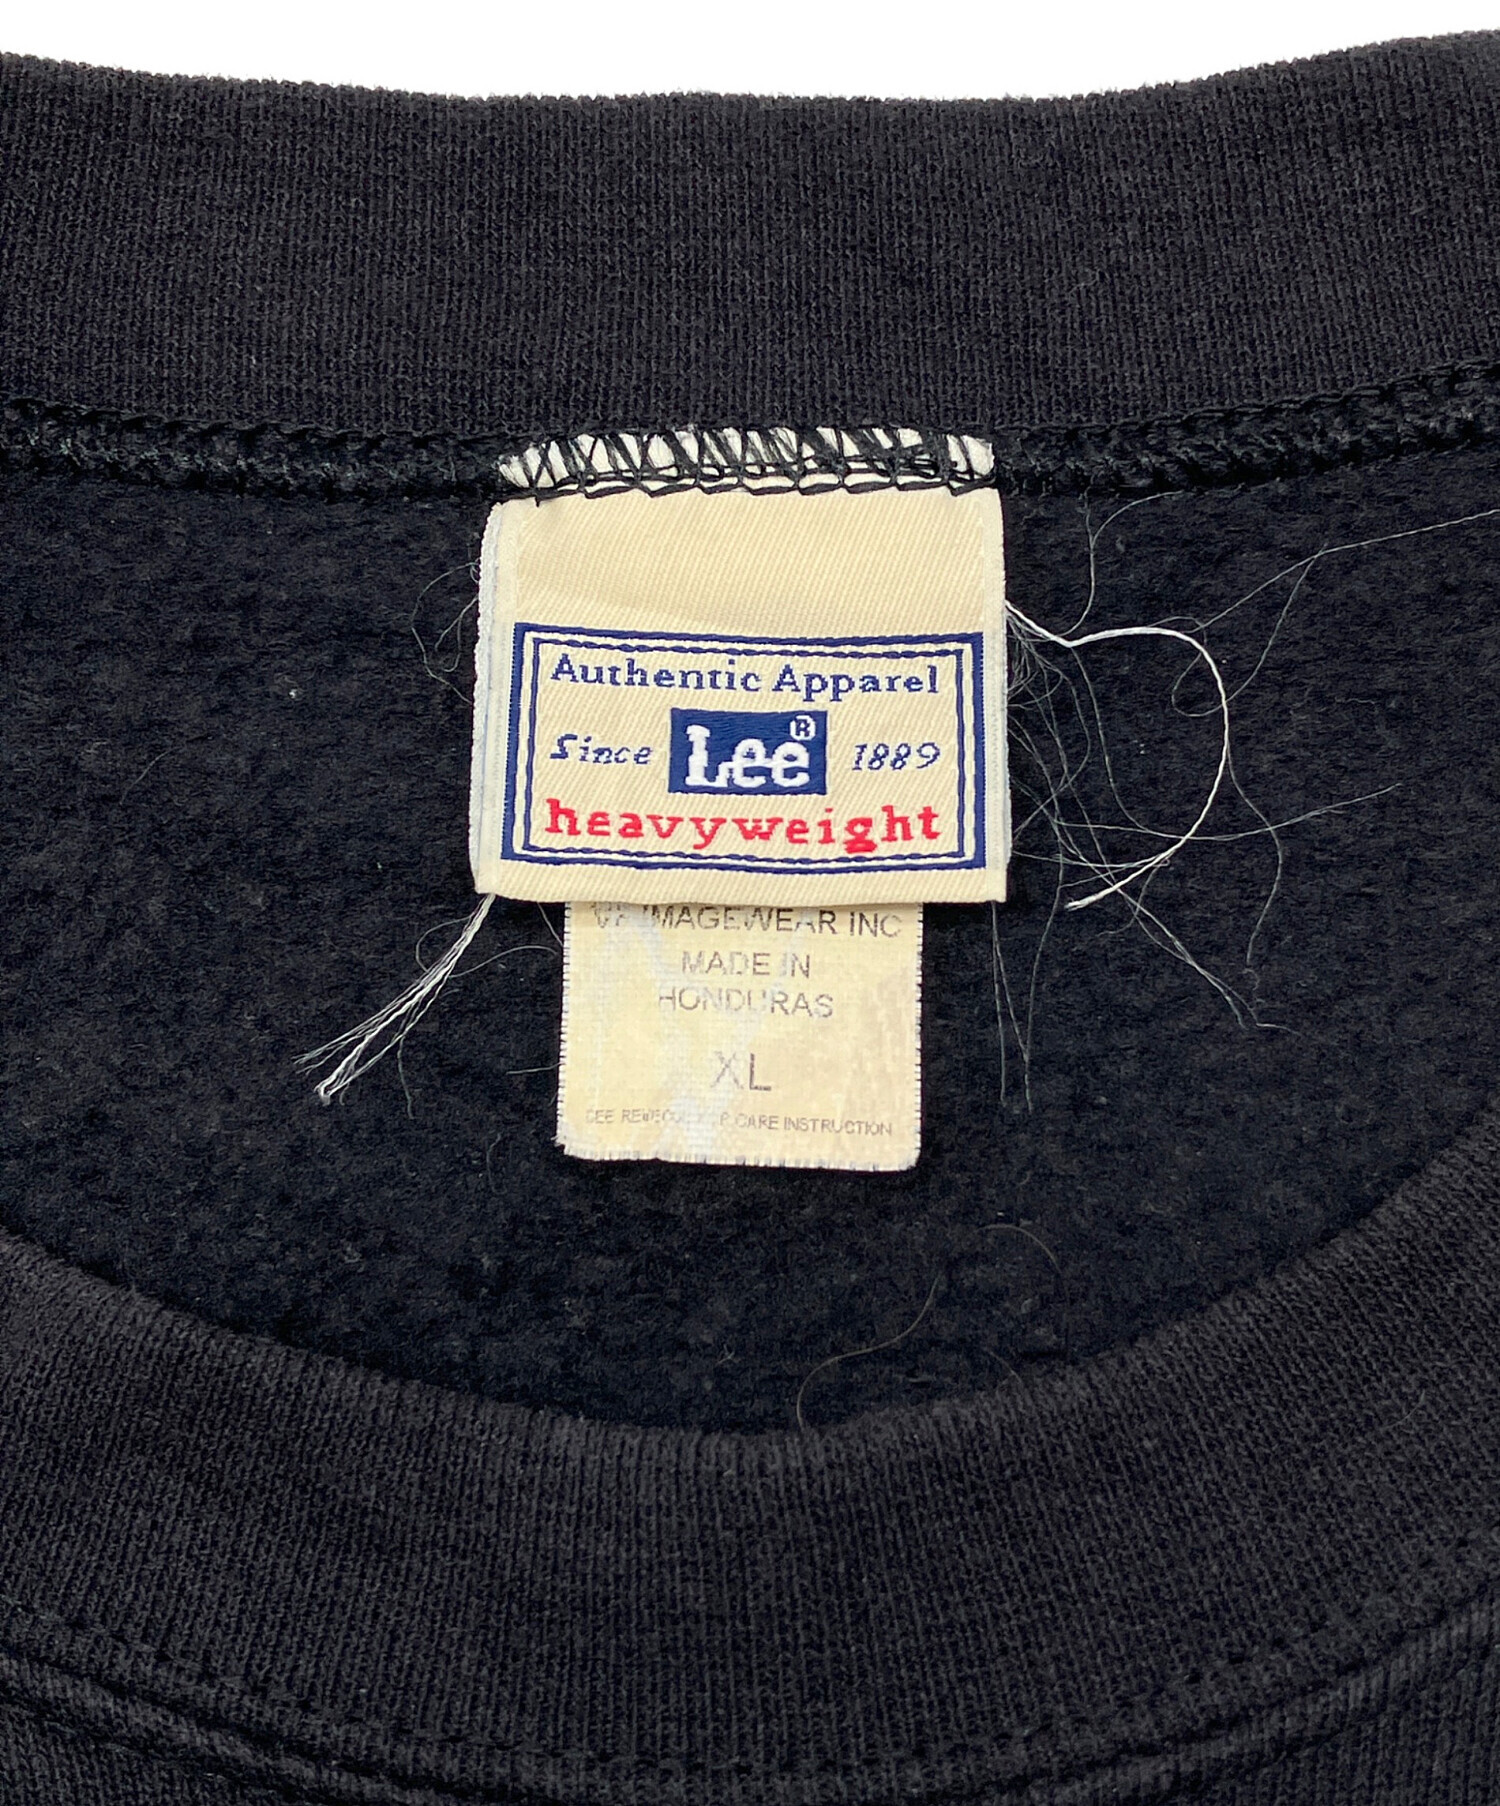 Authentic Apparel
Since Lee® 1889
heavyweight
IMAGEWEAR INC
MADE IN
HONDURAS
XL
CARE INSTRUCTION